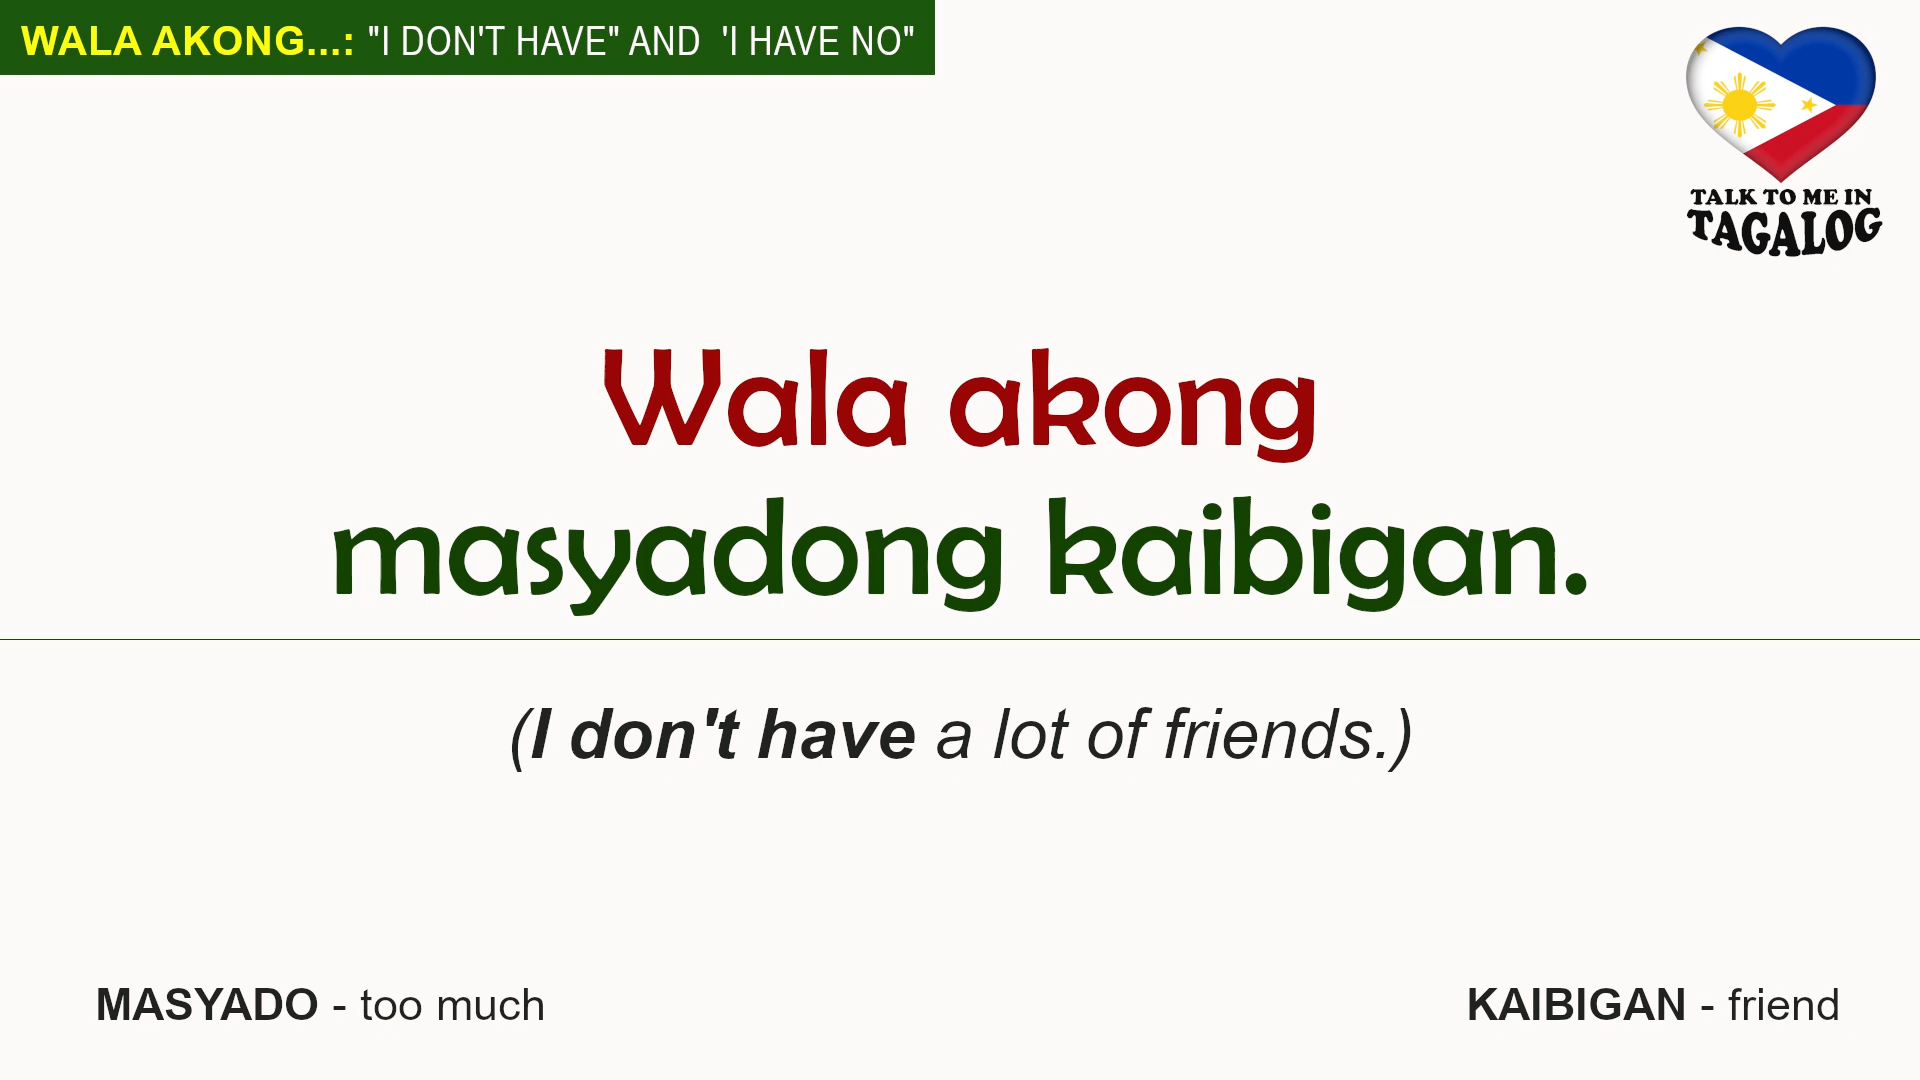 WALA AKONG...: "I DON'T HAVE" AND 'I HAVE NO"
TALK TO ME IN
TAGALOG
Wala akong
masyadong kaibigan.
(I don't have a lot of friends.)
MASYADO - too much
KAIBIGAN - friend